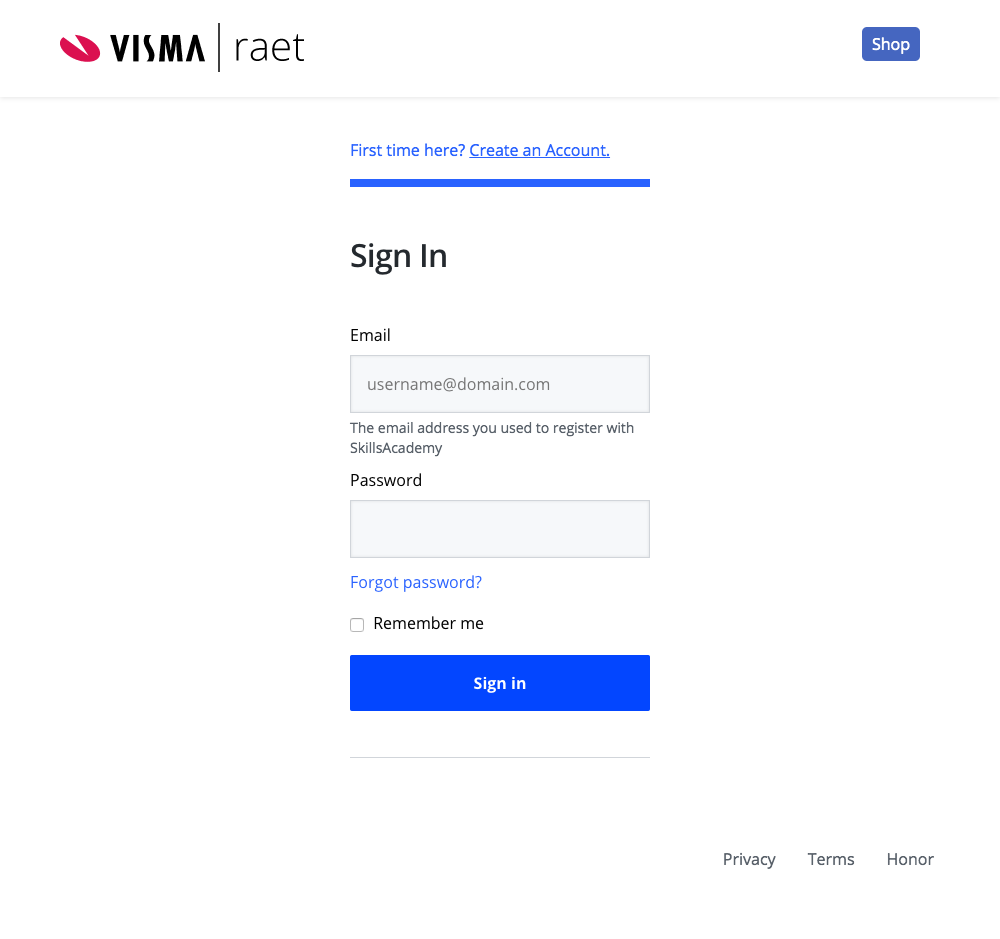 VISMA raet
Shop
First time here? Create an Account.
Sign In
Email
username@domain.com
The email address you used to register with
SkillsAcademy
Password
Forgot password?
Remember me
Sign in
Privacy Terms Honor